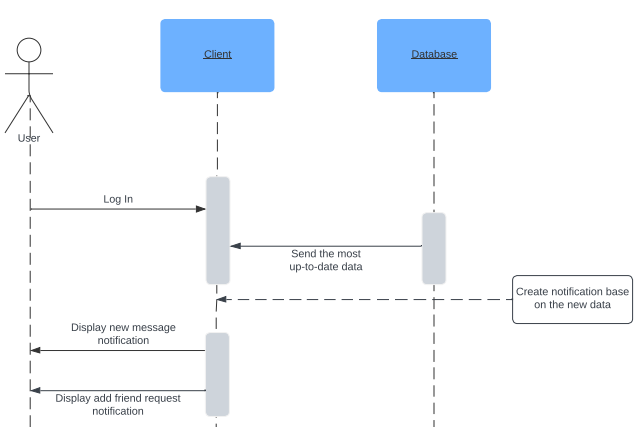 Client
Database
User
Log In
Send the most
up-to-date data
Create notification base
on the new data
Display new message
notification
Display add friend request
notification